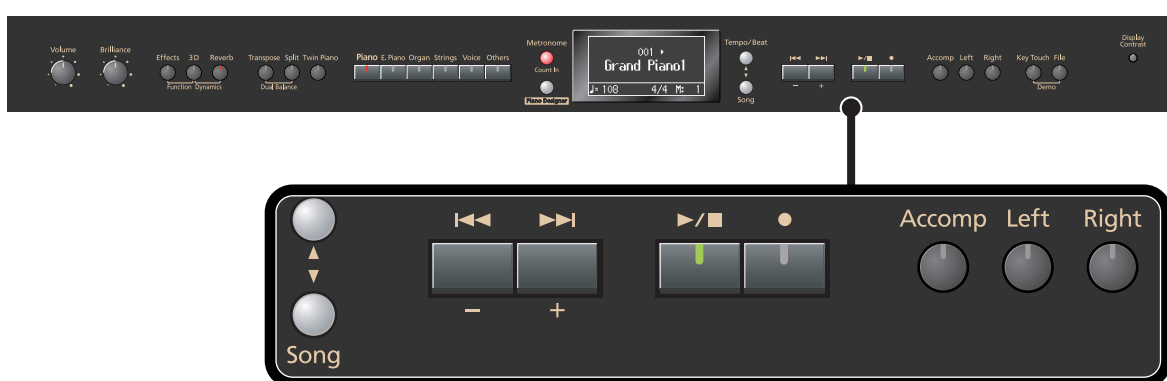 Volume Brilliance
Effects 3D Reverb
Function Dynamics
Transpose Split Twin Piano
Dual Balance
Piano E. Piano Organ Strings Voice Others
Metronome
Count In
Piano Designer
001
Grand Piano1
♩= 108 4/4 M: 1
Tempo/Beat
Song
− +
Accomp Left Right
Key Touch File
Demo
Display
Contrast
Accomp Left Right
− +
Song